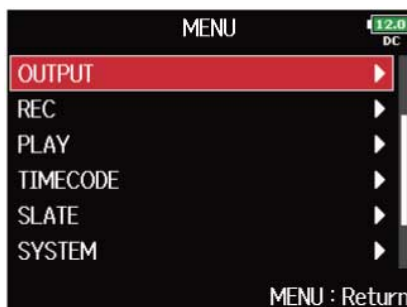 MENU
12.0
DC
OUTPUT
REC
PLAY
TIMECODE
SLATE
SYSTEM
MENU : Return